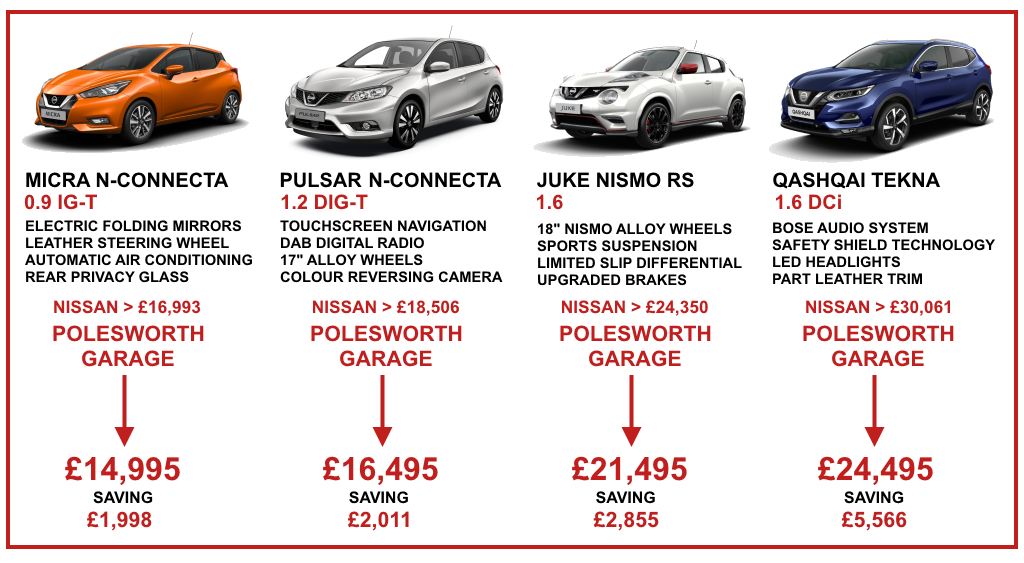 MICRA
PULSAR
JUKE
QASHQAI
MICRA N-CONNECTA
0.9 IG-T
ELECTRIC FOLDING MIRRORS
LEATHER STEERING WHEEL
AUTOMATIC AIR CONDITIONING
REAR PRIVACY GLASS
NISSAN > £16,993
POLESWORTH
GARAGE
£14,995
SAVING
£1,998
PULSAR N-CONNECTA
1.2 DIG-T
TOUCHSCREEN NAVIGATION
DAB DIGITAL RADIO
17" ALLOY WHEELS
COLOUR REVERSING CAMERA
NISSAN > £18,506
POLESWORTH
GARAGE
£16,495
SAVING
£2,011
JUKE NISMO RS
1.6
18" NISMO ALLOY WHEELS
SPORTS SUSPENSION
LIMITED SLIP DIFFERENTIAL
UPGRADED BRAKES
NISSAN > £24,350
POLESWORTH
GARAGE
£21,495
SAVING
£2,855
QASHQAI TEKNA
1.6 DCi
BOSE AUDIO SYSTEM
SAFETY SHIELD TECHNOLOGY
LED HEADLIGHTS
PART LEATHER TRIM
NISSAN > £30,061
POLESWORTH
GARAGE
£24,495
SAVING
£5,566